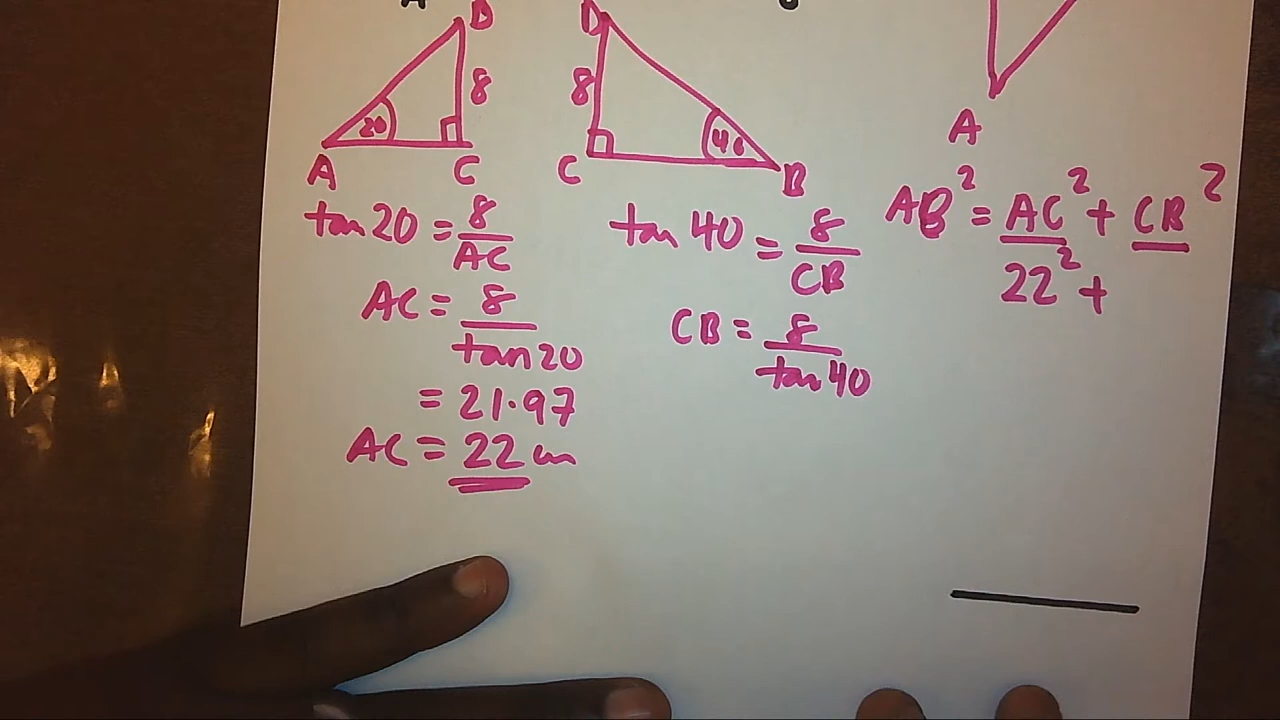 D
8
20
A
C
tan 20 = 8/AC
AC = 8/tan 20
= 21.97
AC = 22 cm
D
8
40
C
B
tan 40 = 8/CB
CB = 8/tan 40
A
AB² = AC² + CB²
22² +